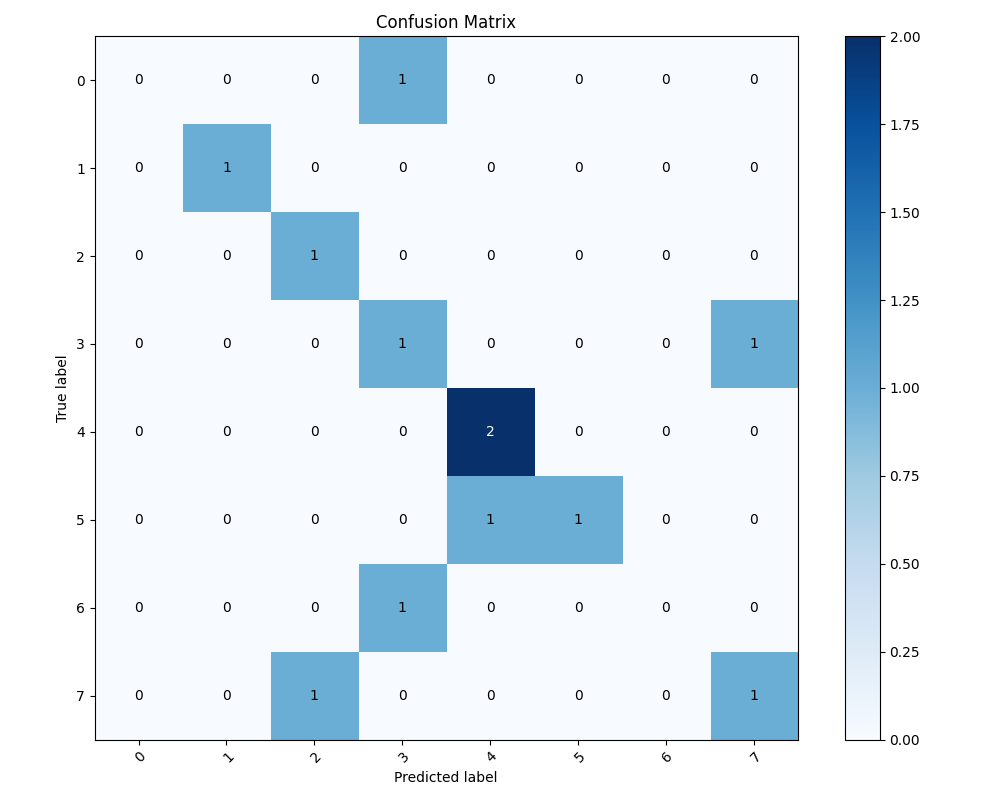 Confusion Matrix
0 0 0 0 1 0 0 0 0
1 0 1 0 0 0 0 0 0
2 0 0 1 0 0 0 0 0
3 0 0 0 1 0 0 0 1
4 0 0 0 0 2 0 0 0
5 0 0 0 0 1 1 0 0
6 0 0 0 1 0 0 0 0
7 0 0 1 0 0 0 0 1
0 1 2 3 4 5 6 7
True label
Predicted label
2.00
1.75
1.50
1.25
1.00
0.75
0.50
0.25
0.00